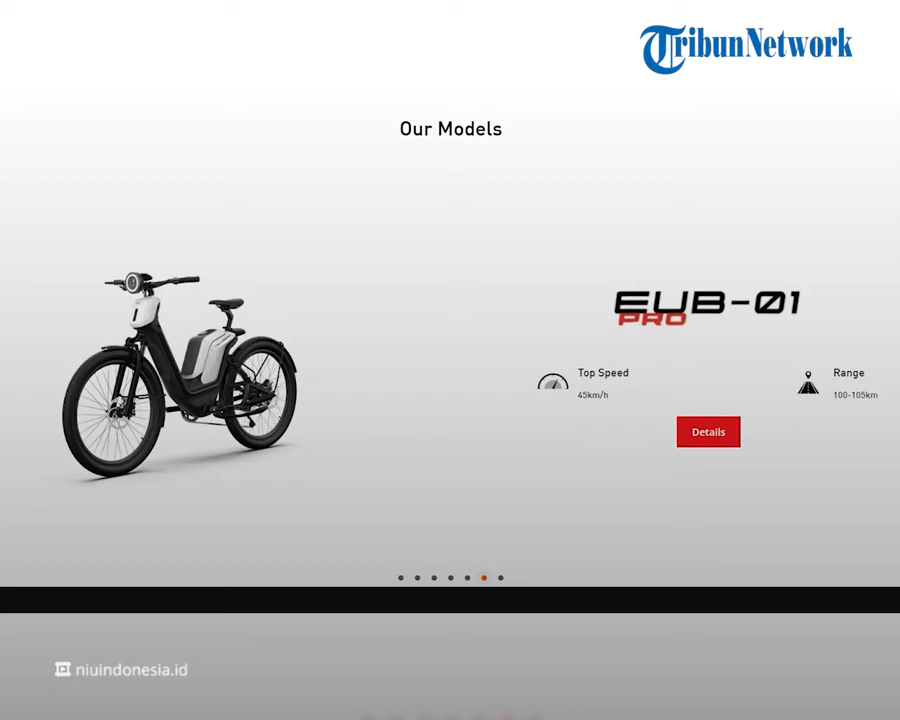 TribunNetwork
Our Models
EUB-01
PRO
Top Speed
45km/h
Range
100-105km
Details
niuindonesia.id